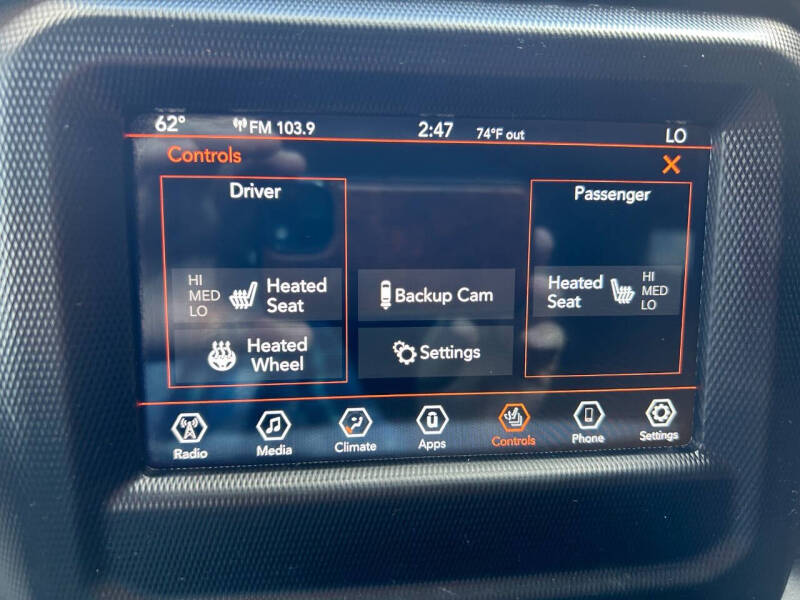 62° FM 103.9 2:47 74°F out LO
Controls
Driver
HI
MED
LO
Heated
Seat
Heated
Wheel
Backup Cam
Settings
Passenger
Heated
Seat
HI
MED
LO
Radio Media Climate Apps Controls Phone Settings